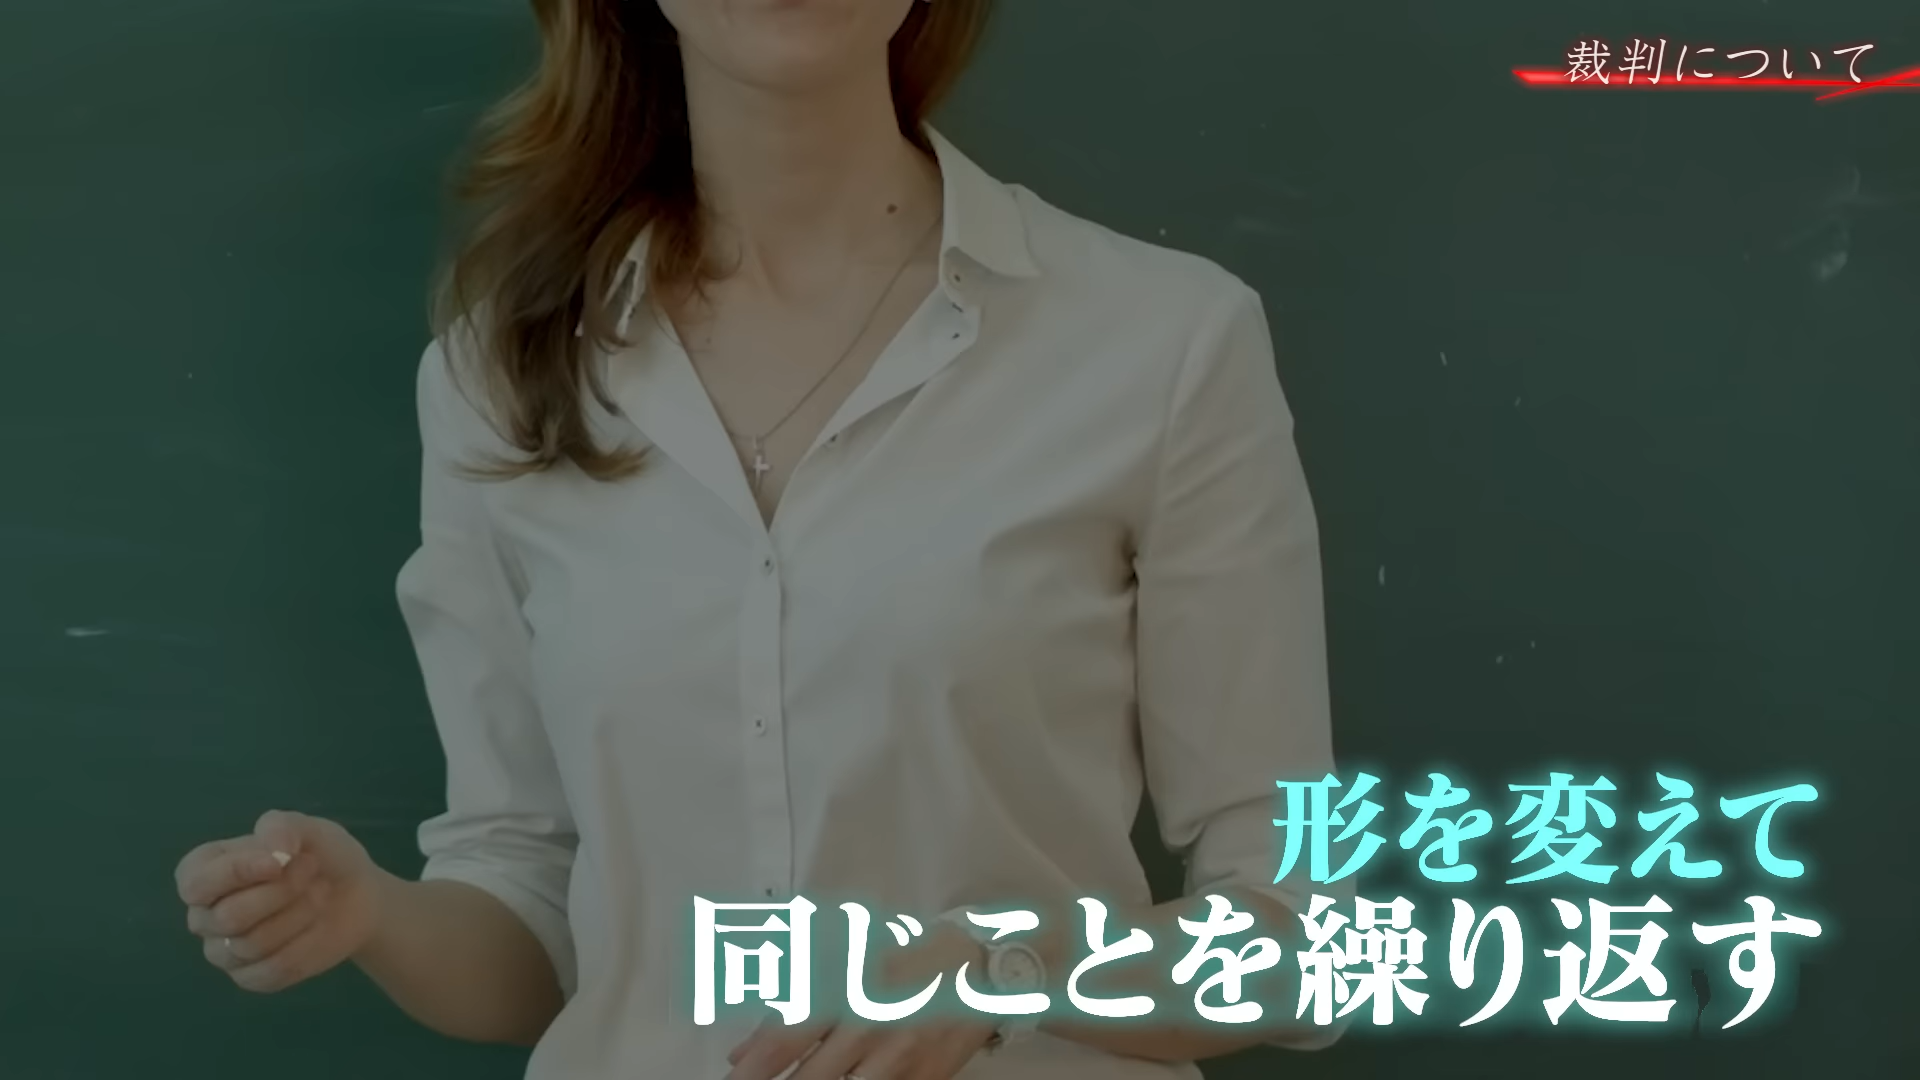 裁判について
形を変えて
同じことを繰り返す